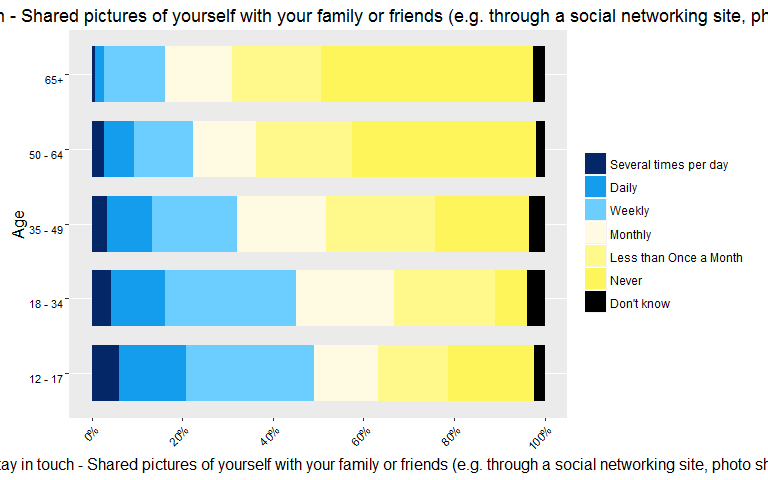 - Shared pictures of yourself with your family or friends (e.g. through a social networking site,
65+
50 - 64
35 - 49
18 - 34
12 - 17
Age
0%
20%
40%
60%
80%
100%
Several times per day
Daily
Weekly
Monthly
Less than Once a Month
Never
Don't know
in touch - Shared pictures of yourself with your family or friends (e.g. through a social networking site, photo